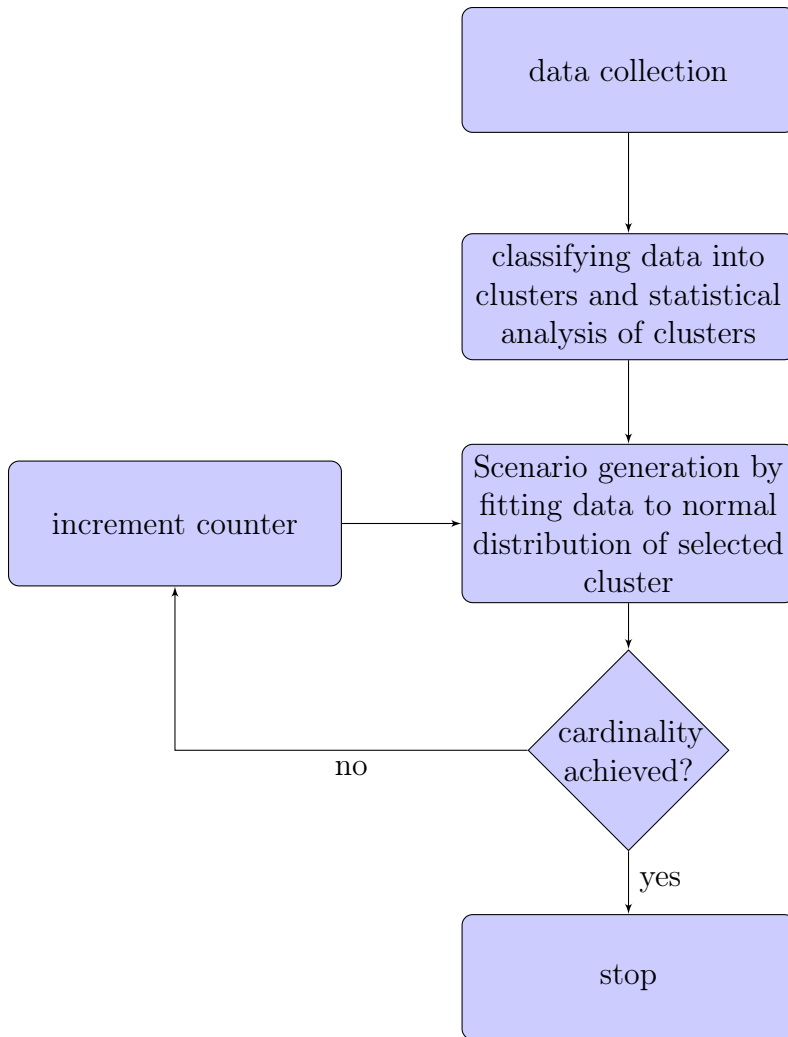 data collection
classifying data into
clusters and statistical
analysis of clusters
Scenario generation by
fitting data to normal
distribution of selected
cluster
increment counter
cardinality
achieved?
no
yes
stop